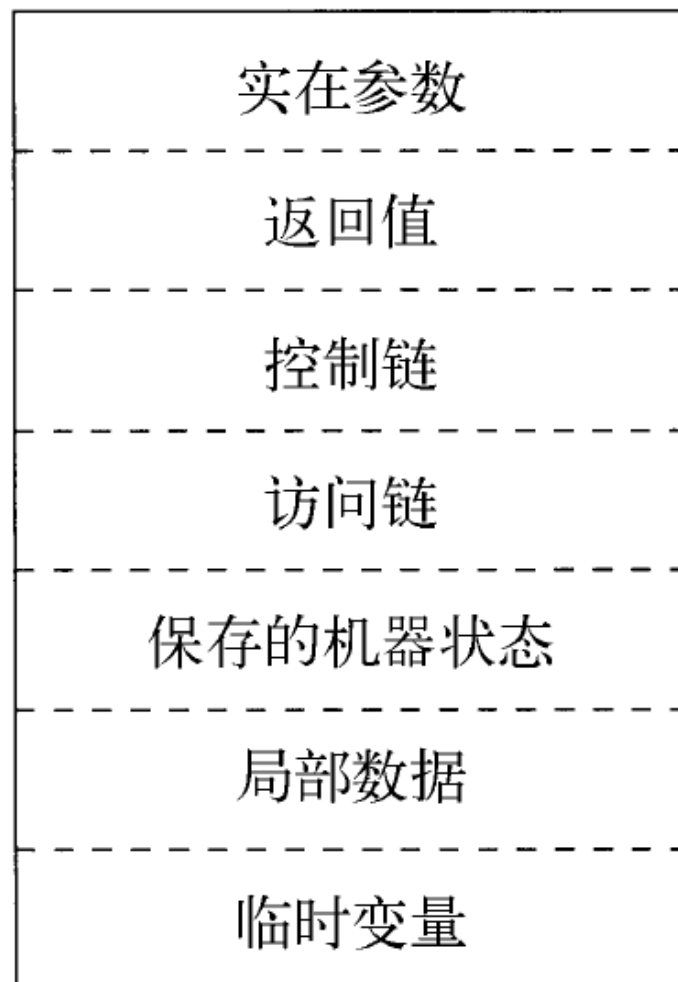 实在参数
返回值
控制链
访问链
保存的机器状态
局部数据
临时变量